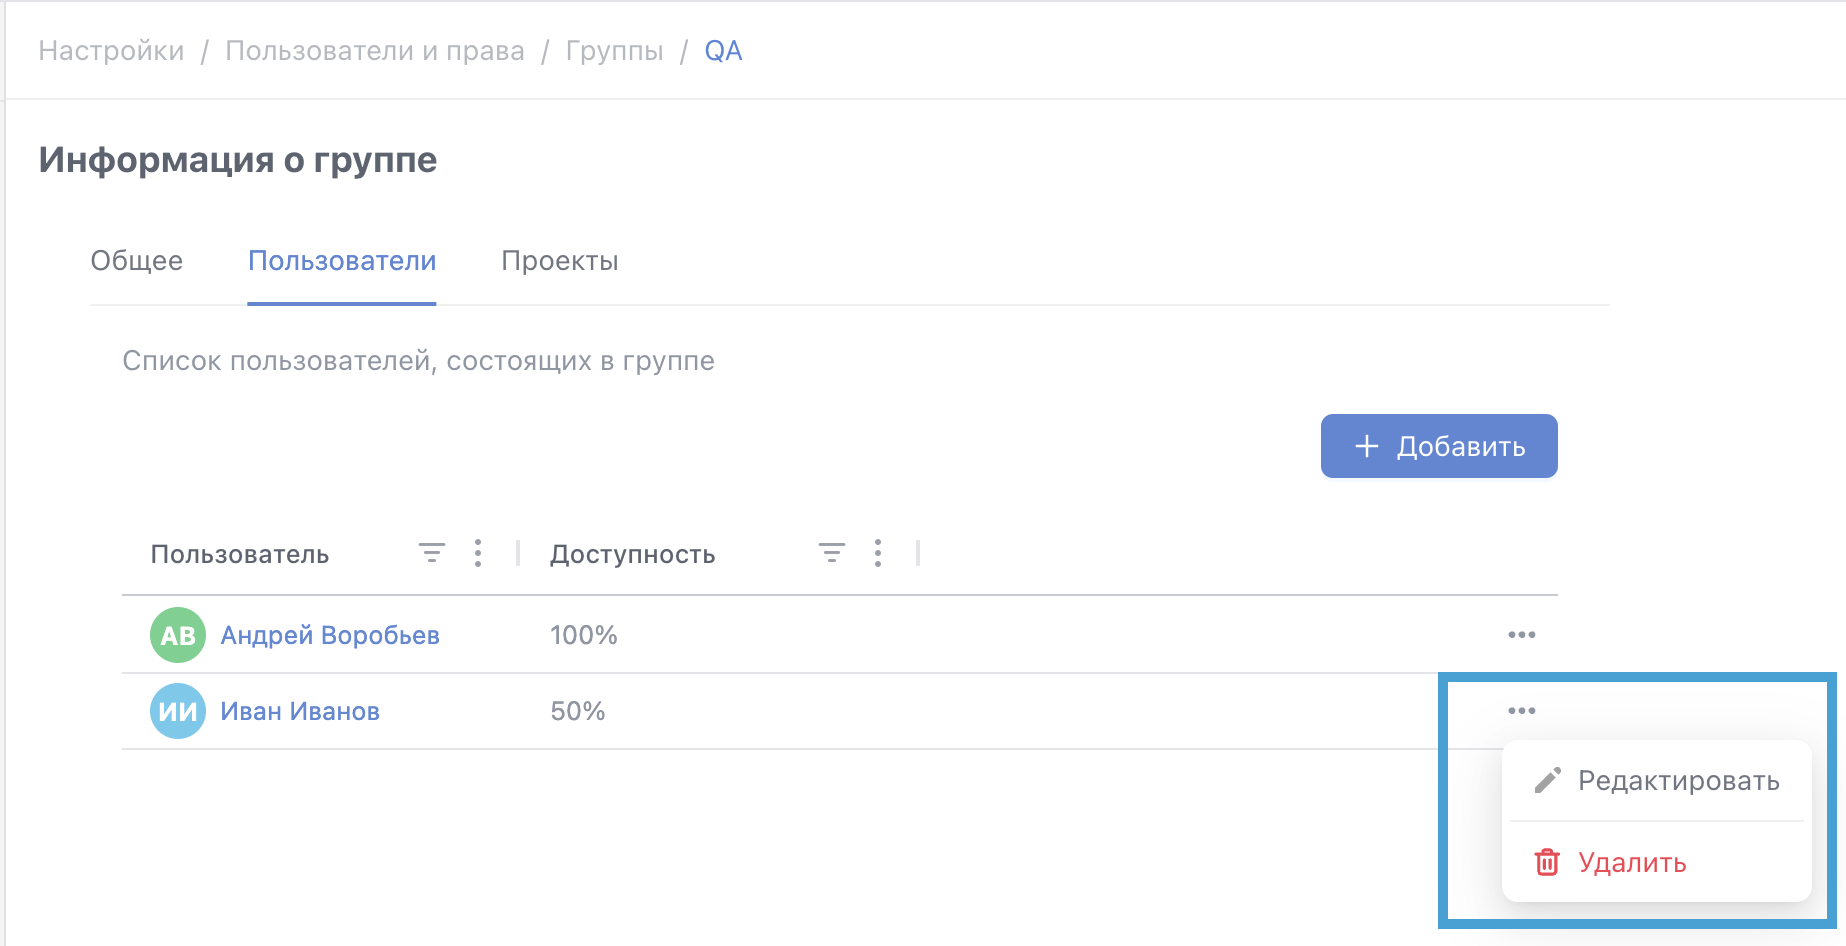 Настройки / Пользователи и права / Группы / QA
Информация о группе
Общее Пользователи Проекты
Список пользователей, состоящих в группе
+ Добавить
Пользователь Доступность
АВ Андрей Воробьев 100%
ИИ Иван Иванов 50%
Редактировать
Удалить